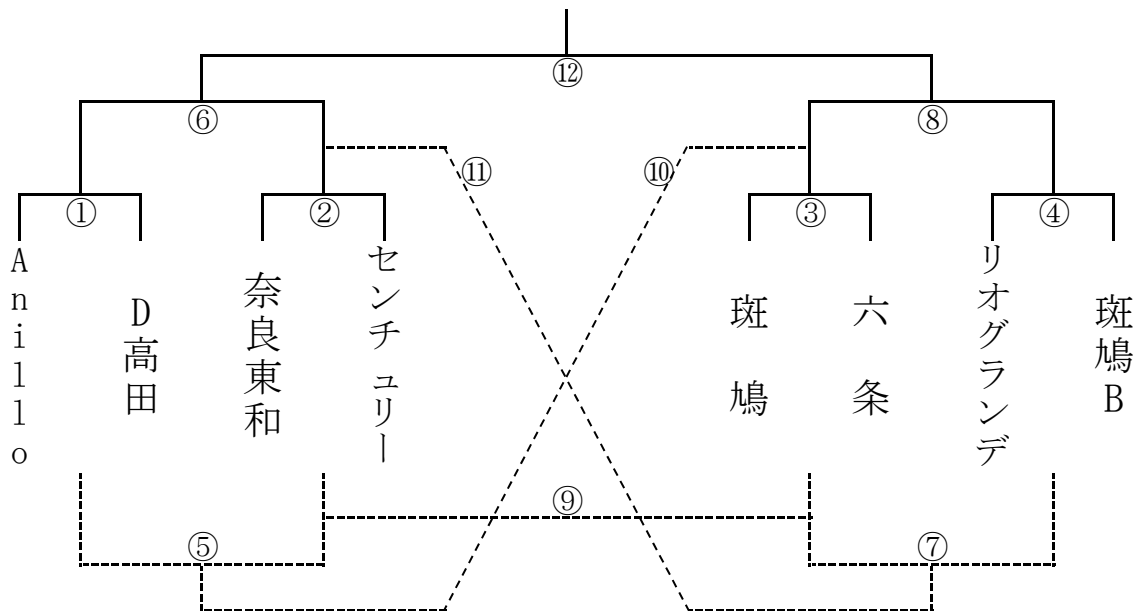 ⑫
⑥
⑧
⑪
⑩
①
②
③
④
Anillo
D高田
奈良東和
センチュリー
斑鳩
六条
リオグランデ
斑鳩B
⑨
⑤
⑦